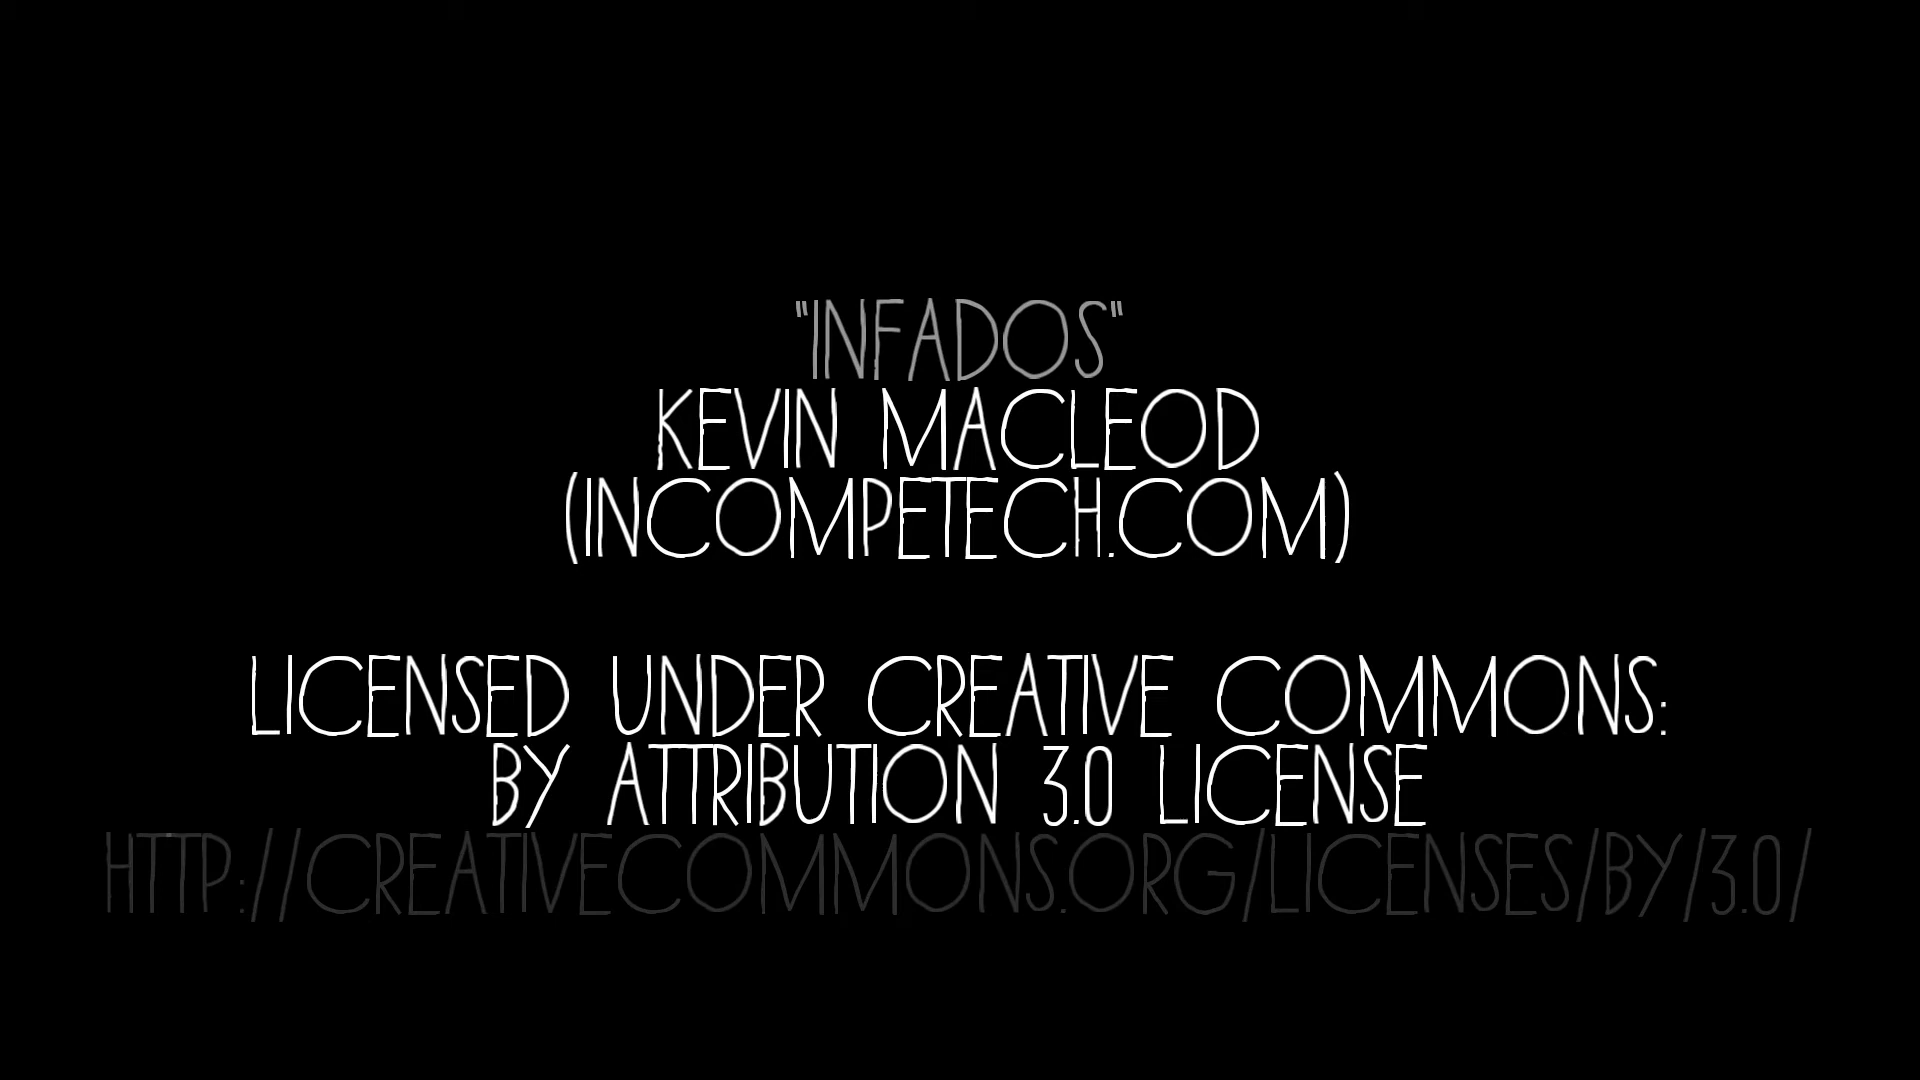 "INFADOS"
KEVIN MACLEOD
(INCOMPETECH.COM)
LICENSED UNDER CREATIVE COMMONS:
BY ATTRIBUTION 3.0 LICENSE
HTTP://CREATIVECOMMONS.ORG/LICENSES/BY/3.0/